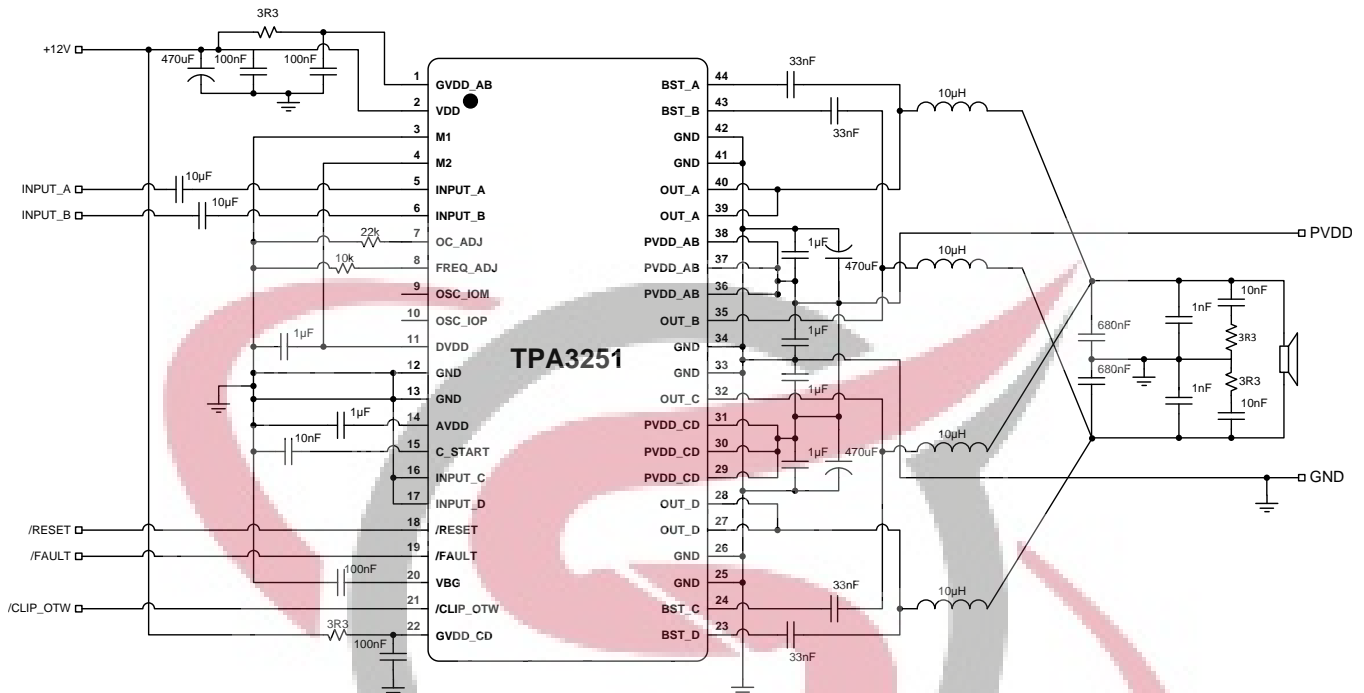 3R3
+12V
470uF
100nF
100nF
33nF
1
GVDD_AB
BST_A
44
10µH
2
VDD
BST_B
43
33nF
3
M1
GND
42
4
M2
GND
41
INPUT_A
10µF
5
INPUT_A
OUT_A
40
INPUT_B
10µF
6
INPUT_B
OUT_A
39
22k
7
OC_ADJ
PVDD_AB
38
1µF
470uF
PVDD
10k
8
FREQ_ADJ
PVDD_AB
37
10µH
9
OSC_IOM
PVDD_AB
36
10
OSC_IOP
OUT_B
35
1µF
1µF
11
DVDD
TPA3251
GND
34
12
GND
GND
33
1µF
13
GND
OUT_C
32
1µF
14
AVDD
PVDD_CD
31
10nF
15
C_START
PVDD_CD
30
1µF
470uF
10µH
16
INPUT_C
PVDD_CD
29
17
INPUT_D
OUT_D
28
/RESET
18
/RESET
OUT_D
27
/FAULT
19
/FAULT
GND
26
100nF
20
VBG
GND
25
/CLIP_OTW
21
/CLIP_OTW
BST_C
24
33nF
10µH
3R3
100nF
22
GVDD_CD
BST_D
23
33nF
680nF
1nF
10nF
3R3
680nF
1nF
3R3
10nF
GND